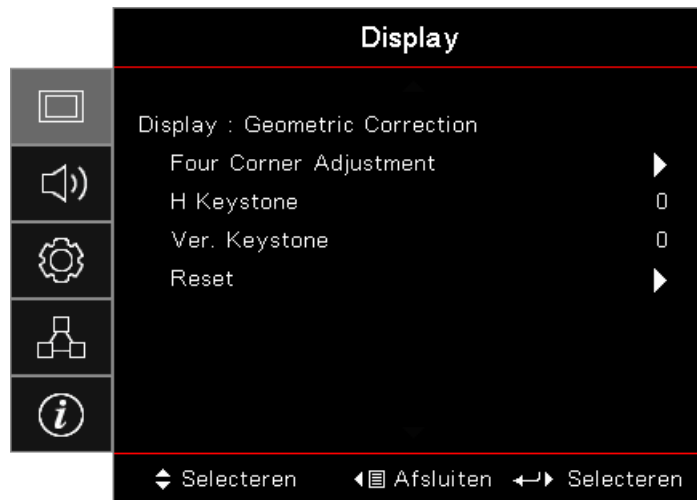 Display
Display : Geometric Correction
Four Corner Adjustment
H Keystone 0
Ver. Keystone 0
Reset
Selecteren Afsluiten Selecteren